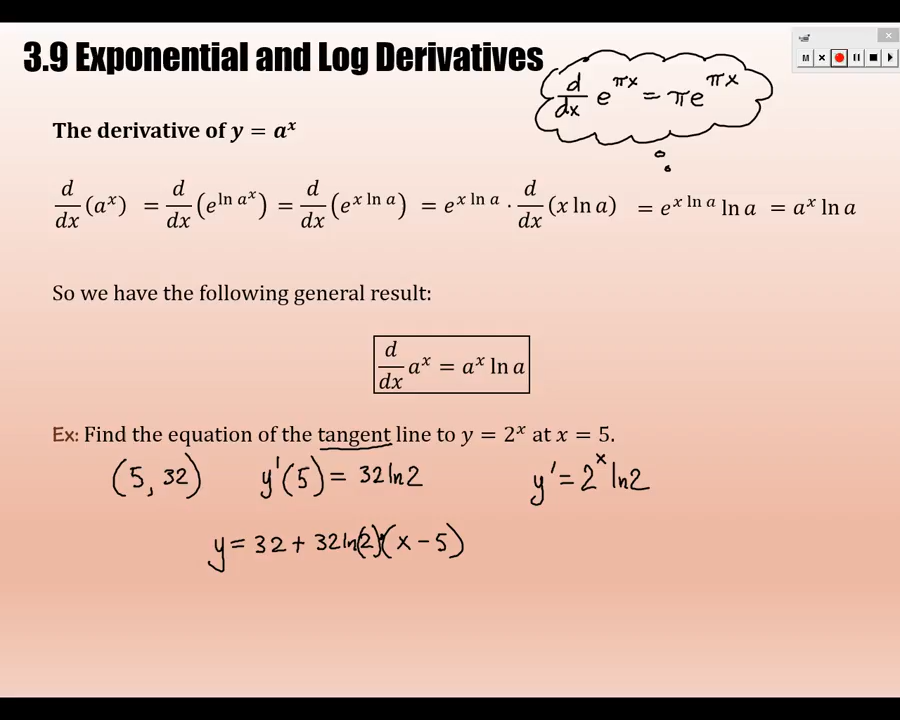 3.9 Exponential and Log Derivatives
d/dx e^(πx) = πe^(πx)
M
The derivative of y = a^x
d/dx (a^x) = d/dx (e^(ln a^x)) = d/dx (e^(x ln a)) = e^(x ln a) · d/dx (x ln a) = e^(x ln a) ln a = a^x ln a
So we have the following general result:
d/dx a^x = a^x ln a
Ex: Find the equation of the tangent line to y = 2^x at x = 5.
(5, 32) y'(5) = 32 ln 2 y' = 2^x ln 2
y = 32 + 32 ln(2)(x − 5)